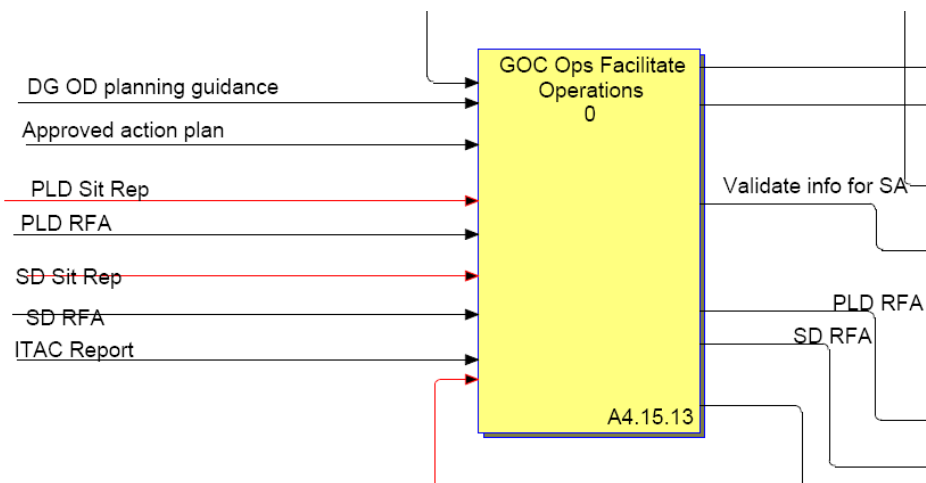 GOC Ops Facilitate
Operations
0
DG OD planning guidance
Approved action plan
PLD Sit Rep
PLD RFA
SD Sit Rep
SD RFA
ITAC Report
Validate info for SA
PLD RFA
SD RFA
A4.15.13